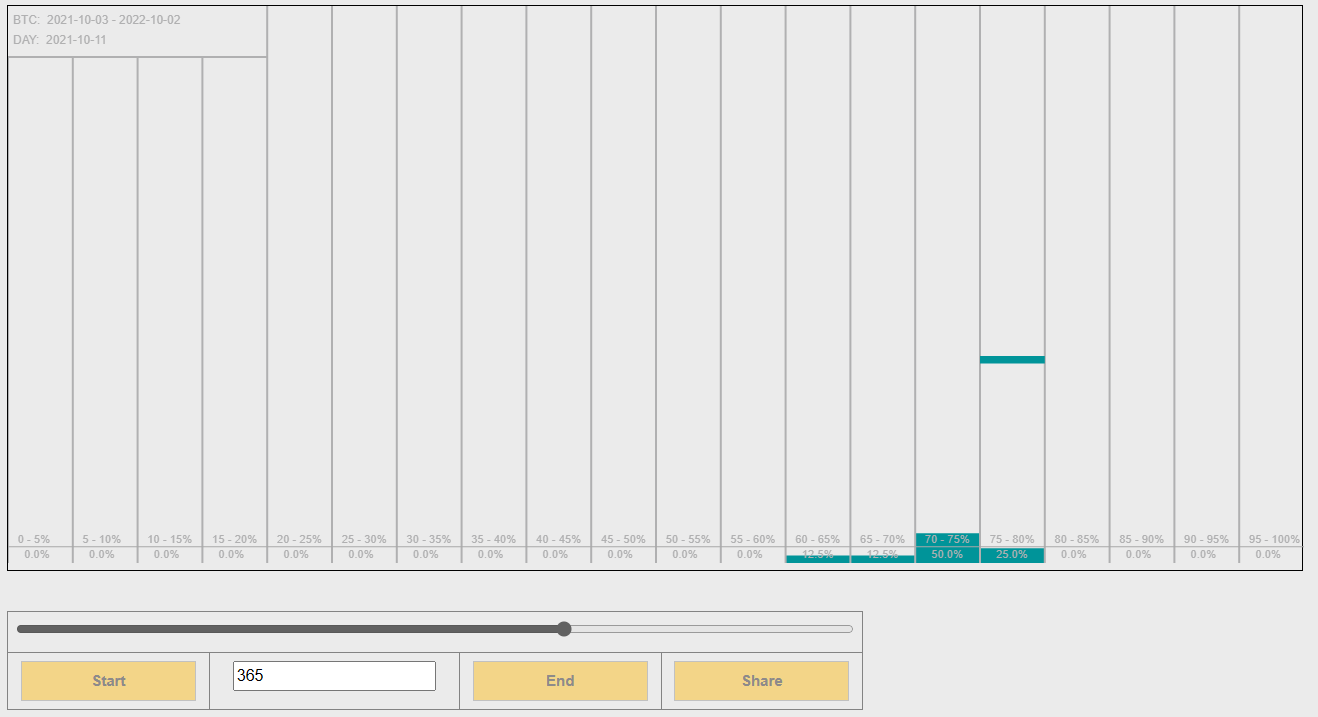 BTC: 2021-10-03 - 2022-10-02
DAY: 2021-10-11
0 - 5% 5 - 10% 10 - 15% 15 - 20% 20 - 25% 25 - 30% 30 - 35% 35 - 40% 40 - 45% 45 - 50% 50 - 55% 55 - 60% 60 - 65% 65 - 70% 70 - 75% 75 - 80% 80 - 85% 85 - 90% 90 - 95% 95 - 100%
0.0% 0.0% 0.0% 0.0% 0.0% 0.0% 0.0% 0.0% 0.0% 0.0% 0.0% 0.0% 12.5% 12.5% 50.0% 25.0% 0.0% 0.0% 0.0% 0.0%
Start 365 End Share